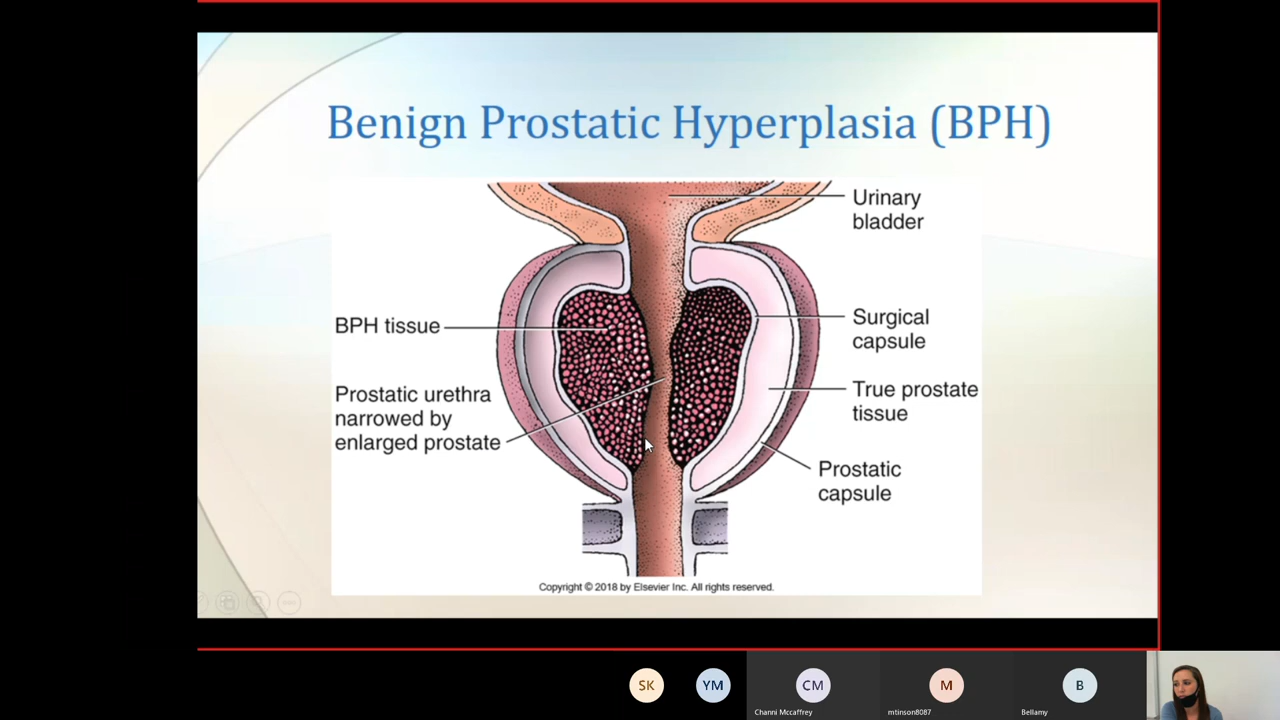 Benign Prostatic Hyperplasia (BPH)
Urinary
bladder
BPH tissue
Surgical
capsule
Prostatic urethra
narrowed by
enlarged prostate
True prostate
tissue
Prostatic
capsule
Copyright © 2018 by Elsevier Inc. All rights reserved.
SK
YM
CM
M
B
Channi Mccaffrey
mtinson8087
Bellamy